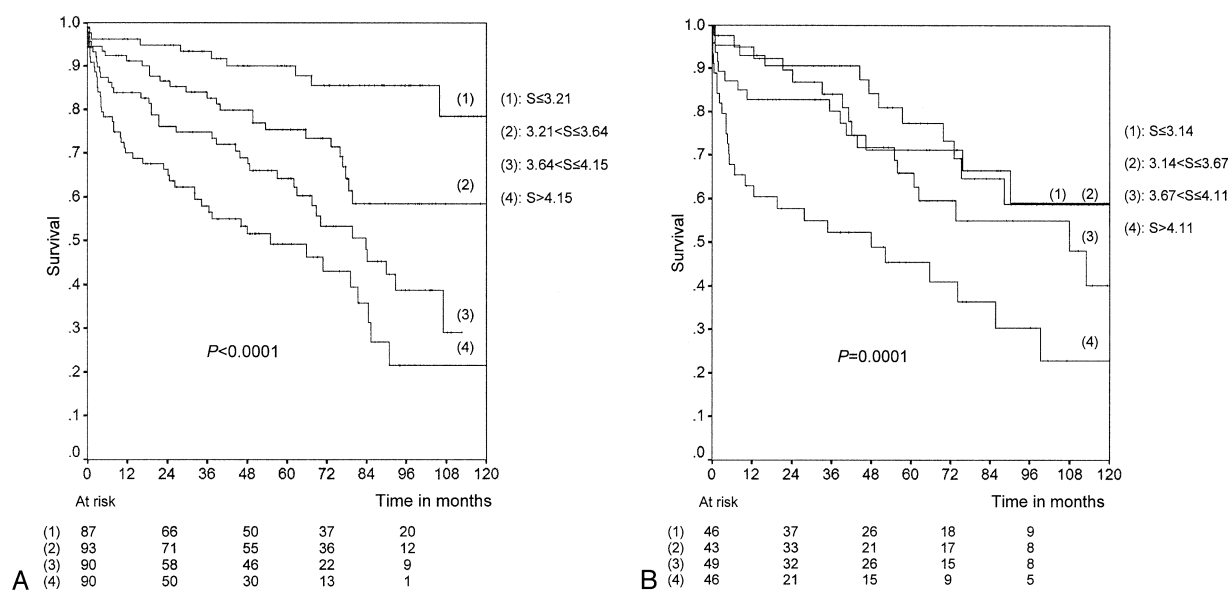 1.0
.9
.8
.7
.6
.5
.4
.3
.2
.1
.0
Survival
(1)
(2)
(3)
(4)
P<0.0001
(1): S≤3.21
(2): 3.21<S≤3.64
(3): 3.64<S≤4.15
(4): S>4.15
0 12 24 36 48 60 72 84 96 108 120
At risk Time in months
(1) 87 66 50 37 20
(2) 93 71 55 36 12
(3) 90 58 46 22 9
(4) 90 50 30 13 1
A
1.0
.9
.8
.7
.6
.5
.4
.3
.2
.1
.0
Survival
(1) (2)
(3)
(4)
P=0.0001
(1): S≤3.14
(2): 3.14<S≤3.67
(3): 3.67<S≤4.11
(4): S>4.11
0 12 24 36 48 60 72 84 96 108 120
At risk Time in months
(1) 46 37 26 18 9
(2) 43 33 21 17 8
(3) 49 32 26 15 8
(4) 46 21 15 9 5
B